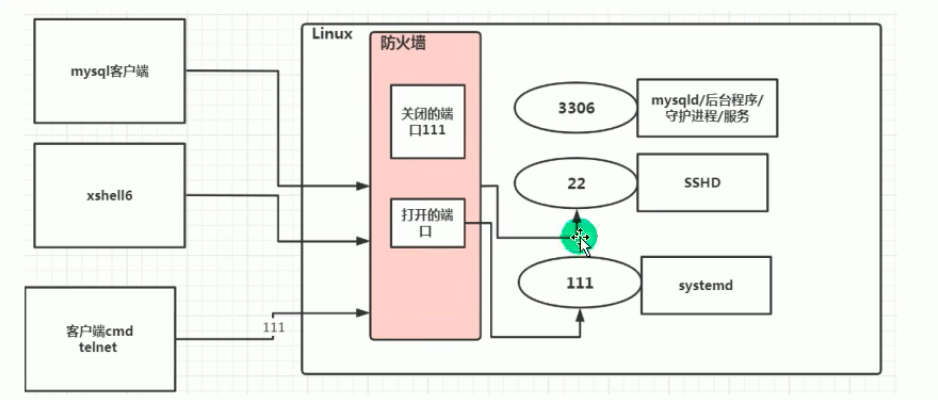 mysql客户端
xshell6
客户端cmd
telnet
111
Linux
防火墙
关闭的端
口111
打开的端
口
3306
mysqld/后台程序/
守护进程/服务
22
SSHD
111
systemd